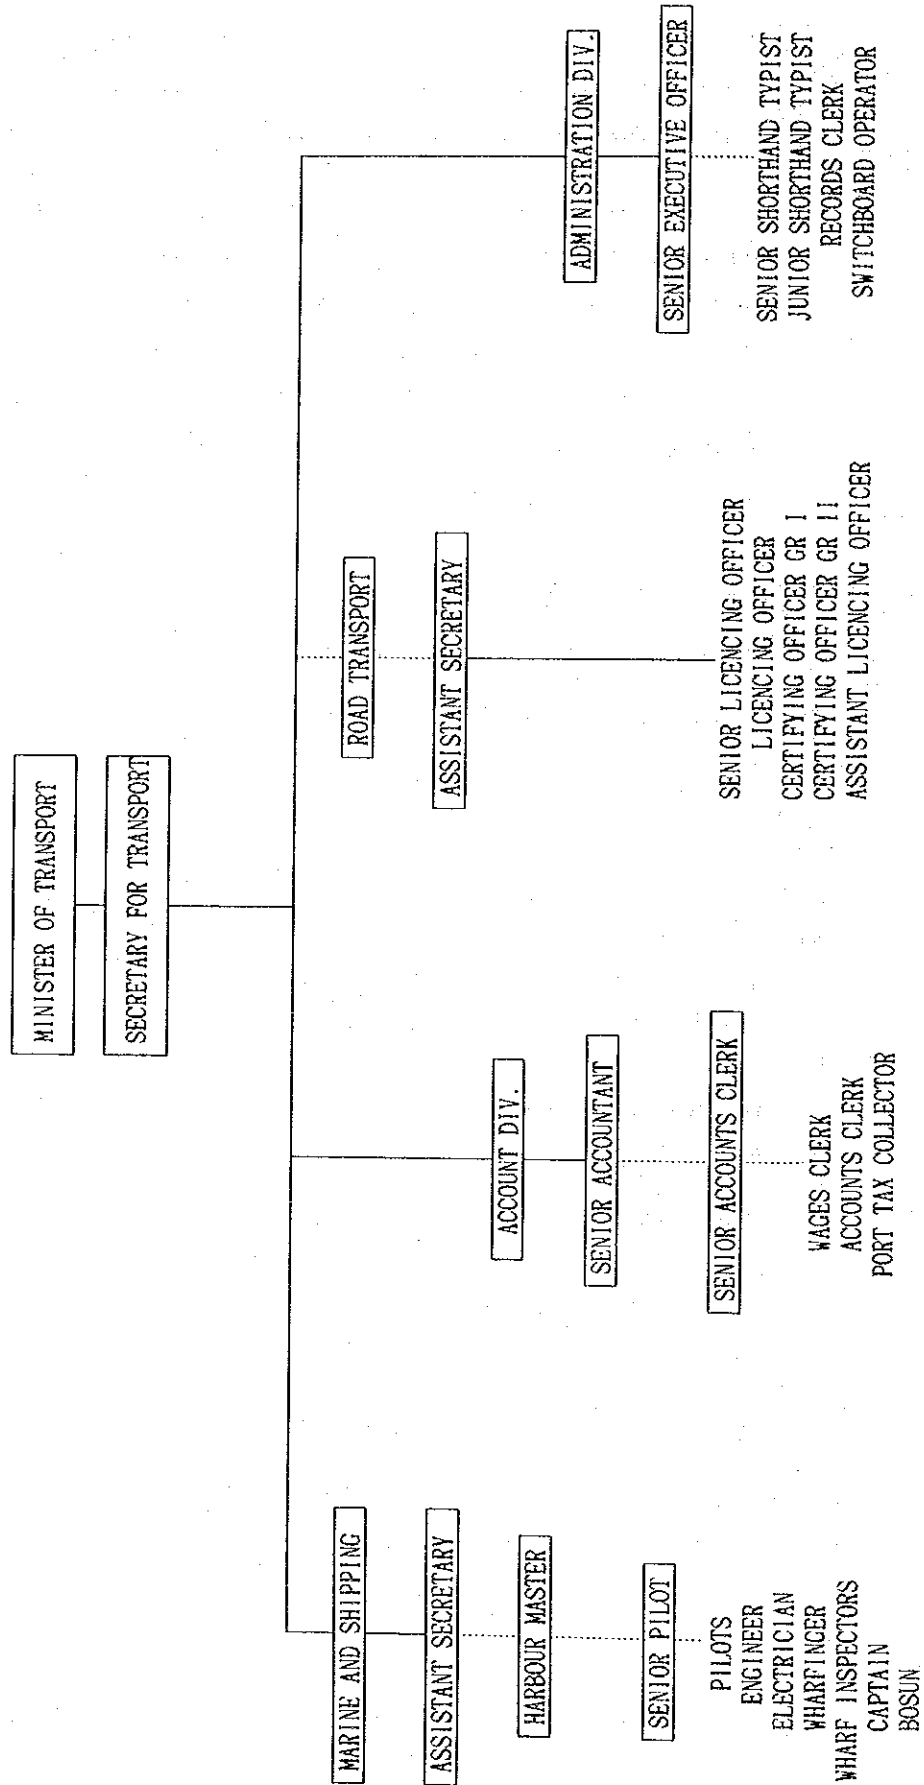 MINISTER OF TRANSPORT
SECRETARY FOR TRANSPORT
MARINE AND SHIPPING
ASSISTANT SECRETARY
HARBOUR MASTER
SENIOR PILOT
PILOTS
ENGINEER
ELECTRICIAN
WHARFINGER
WHARF INSPECTORS
CAPTAIN
BOSUN
ACCOUNT DIV.
SENIOR ACCOUNTANT
SENIOR ACCOUNTS CLERK
WAGES CLERK
ACCOUNTS CLERK
PORT TAX COLLECTOR
ROAD TRANSPORT
ASSISTANT SECRETARY
SENIOR LICENCING OFFICER
LICENCING OFFICER
CERTIFYING OFFICER GR I
CERTIFYING OFFICER GR II
ASSISTANT LICENCING OFFICER
ADMINISTRATION DIV.
SENIOR EXECUTIVE OFFICER
SENIOR SHORTHAND TYPIST
JUNIOR SHORTHAND TYPIST
RECORDS CLERK
SWITCHBOARD OPERATOR